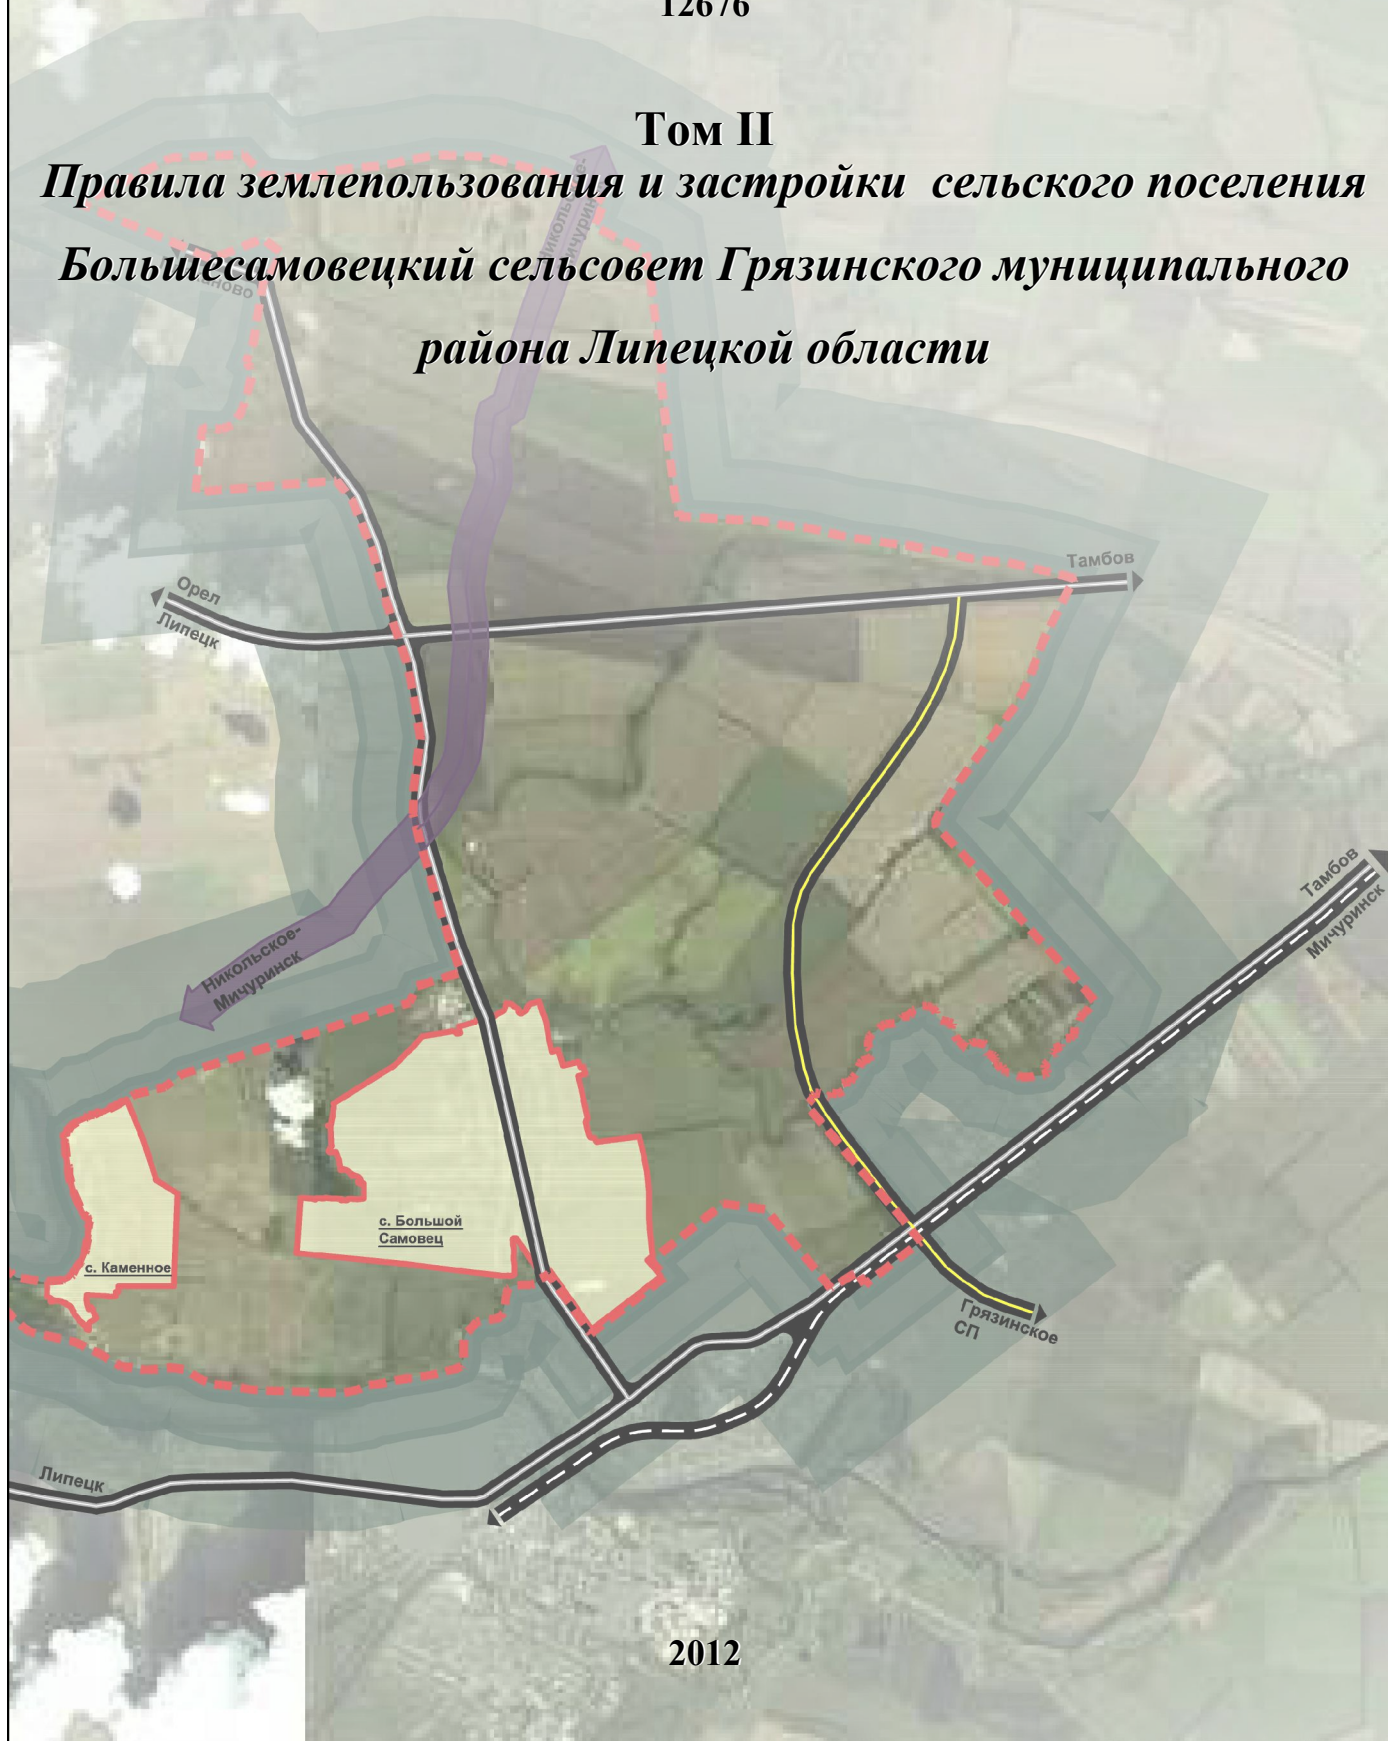 12676
Том II
Правила землепользования и застройки сельского поселения
Большесамовецкий сельсовет Грязинского муниципального
района Липецкой области
Орел
Липецк
Тамбов
Тамбов
Мичуринск
Никольское-
Мичуринск
с. Большой
Самовец
с. Каменное
Грязинское
СП
Липецк
2012